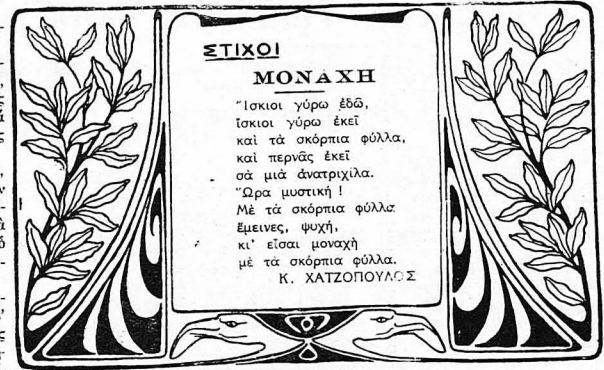 ΣΤΙΧΟΙ
ΜΟΝΑΧΗ
Ἴσκιοι γύρω ἐδῶ,
ἴσκιοι γύρω ἐκεῖ
καὶ τὰ σκόρπια φύλλα,
καὶ περνᾶς ἐκεῖ
σὰ μιὰ ἀνατριχίλα.
Ὥρα μυστική !
Μὲ τὰ σκόρπια φύλλα
ἔμεινες, ψυχή,
κι' εἶσαι μοναχὴ
μὲ τὰ σκόρπια φύλλα.
Κ. ΧΑΤΖΟΠΟΥΛΟΣ